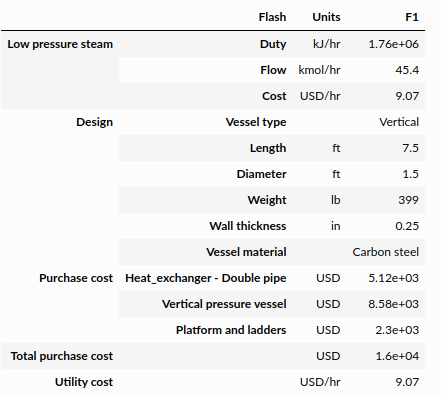 Flash Units F1
Low pressure steam Duty kJ/hr 1.76e+06
Flow kmol/hr 45.4
Cost USD/hr 9.07
Design Vessel type Vertical
Length ft 7.5
Diameter ft 1.5
Weight lb 399
Wall thickness in 0.25
Vessel material Carbon steel
Purchase cost Heat_exchanger - Double pipe USD 5.12e+03
Vertical pressure vessel USD 8.58e+03
Platform and ladders USD 2.3e+03
Total purchase cost USD 1.6e+04
Utility cost USD/hr 9.07